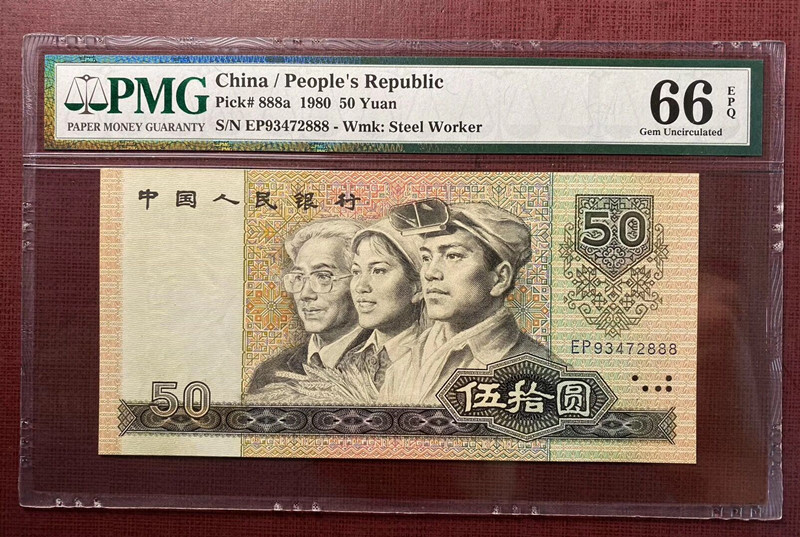 PMG
PAPER MONEY GUARANTY
China / People's Republic
Pick# 888a 1980 50 Yuan
S/N EP93472888 - Wmk: Steel Worker
66
EPQ
Gem Uncirculated
中国人民银行
50
EP93472888
50
伍拾圆